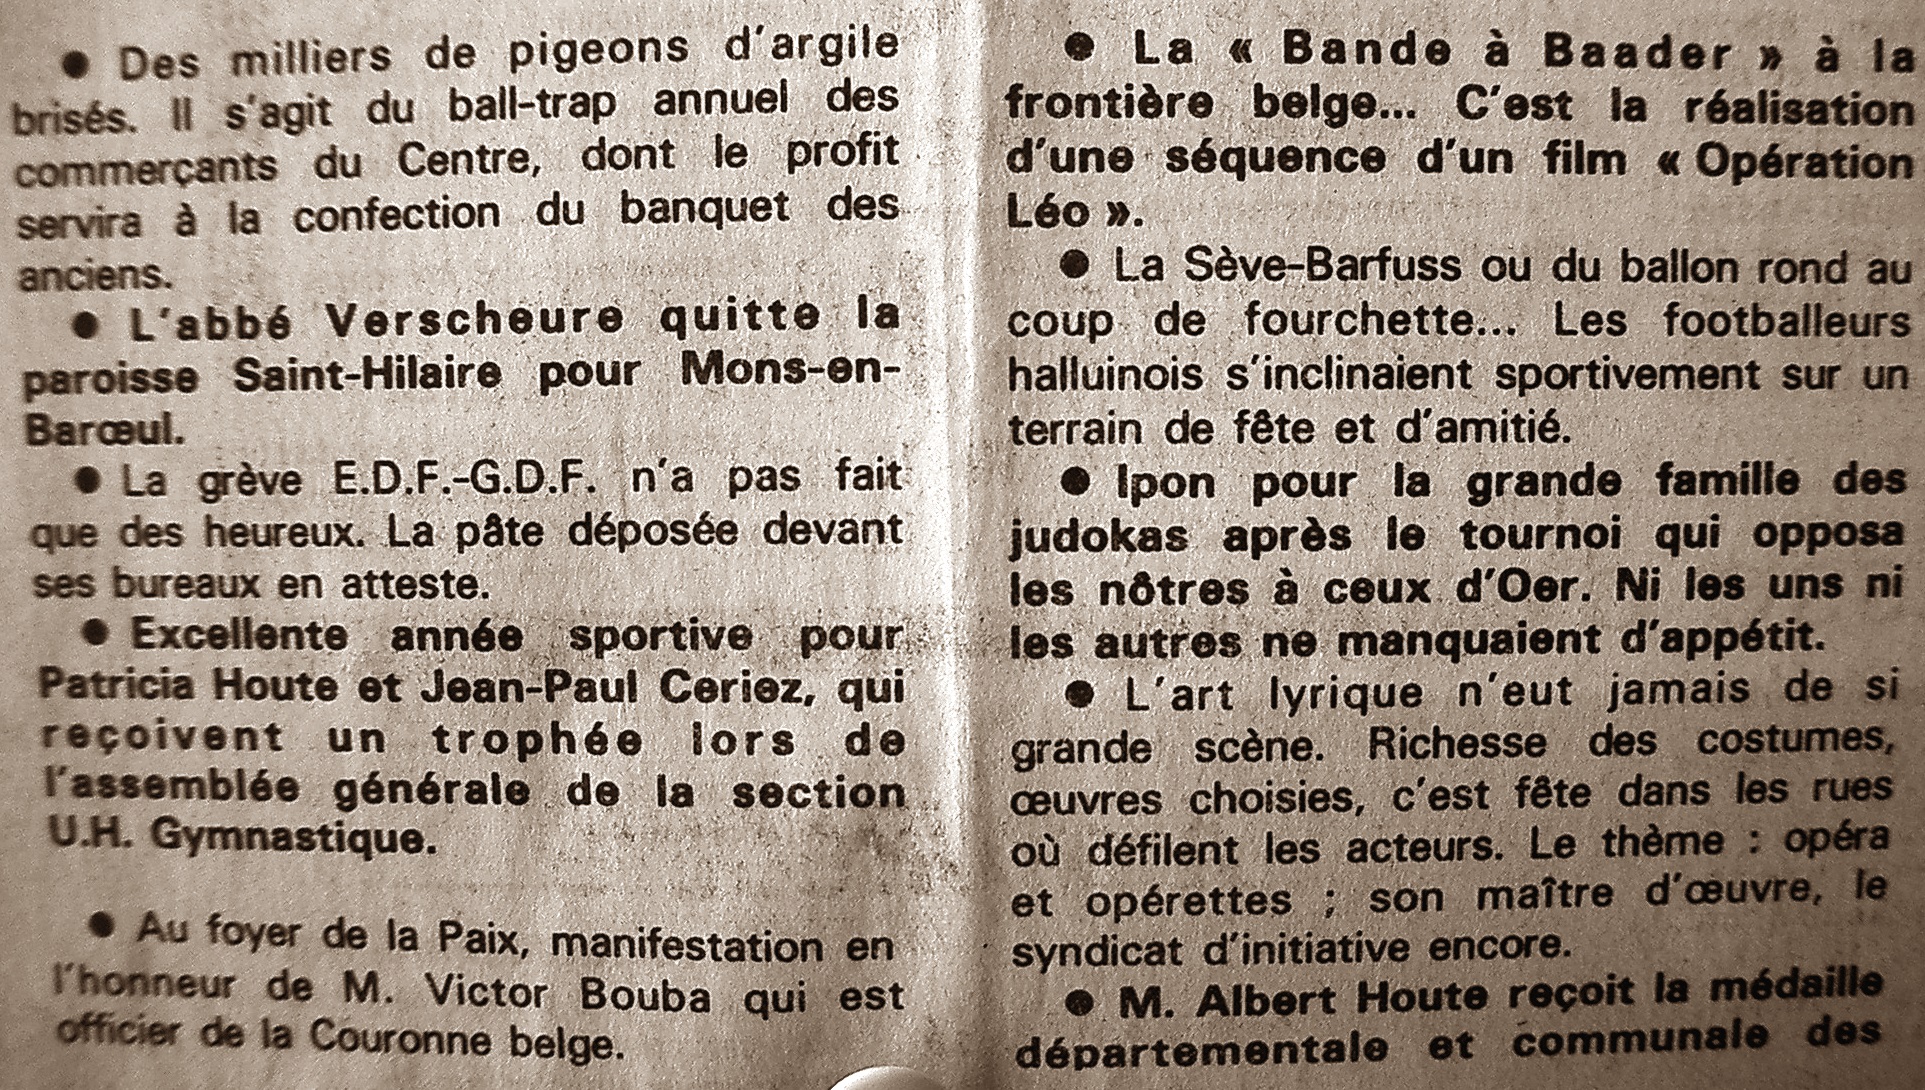 ● Des milliers de pigeons d'argile
brisés. Il s'agit du ball-trap annuel des
commerçants du Centre, dont le profit
servira à la confection du banquet des
anciens.
● L'abbé Verscheure quitte la
paroisse Saint-Hilaire pour Mons-en-
Barœul.
● La grève E.D.F.-G.D.F. n'a pas fait
que des heureux. La pâte déposée devant
ses bureaux en atteste.
● Excellente année sportive pour
Patricia Houte et Jean-Paul Ceriez, qui
reçoivent un trophée lors de
l'assemblée générale de la section
U.H. Gymnastique.
● Au foyer de la Paix, manifestation en
l'honneur de M. Victor Bouba qui est
officier de la Couronne belge.
● La « Bande à Baader » à la
frontière belge... C'est la réalisation
d'une séquence d'un film « Opération
Léo ».
● La Sève-Barfuss ou du ballon rond au
coup de fourchette... Les footballeurs
halluinois s'inclinaient sportivement sur un
terrain de fête et d'amitié.
● Ipon pour la grande famille des
judokas après le tournoi qui opposa
les nôtres à ceux d'Oer. Ni les uns ni
les autres ne manquaient d'appétit.
● L'art lyrique n'eut jamais de si
grande scène. Richesse des costumes,
œuvres choisies, c'est fête dans les rues
où défilent les acteurs. Le thème : opéra
et opérettes ; son maître d'œuvre, le
syndicat d'initiative encore.
● M. Albert Houte reçoit la médaille
départementale et communale des